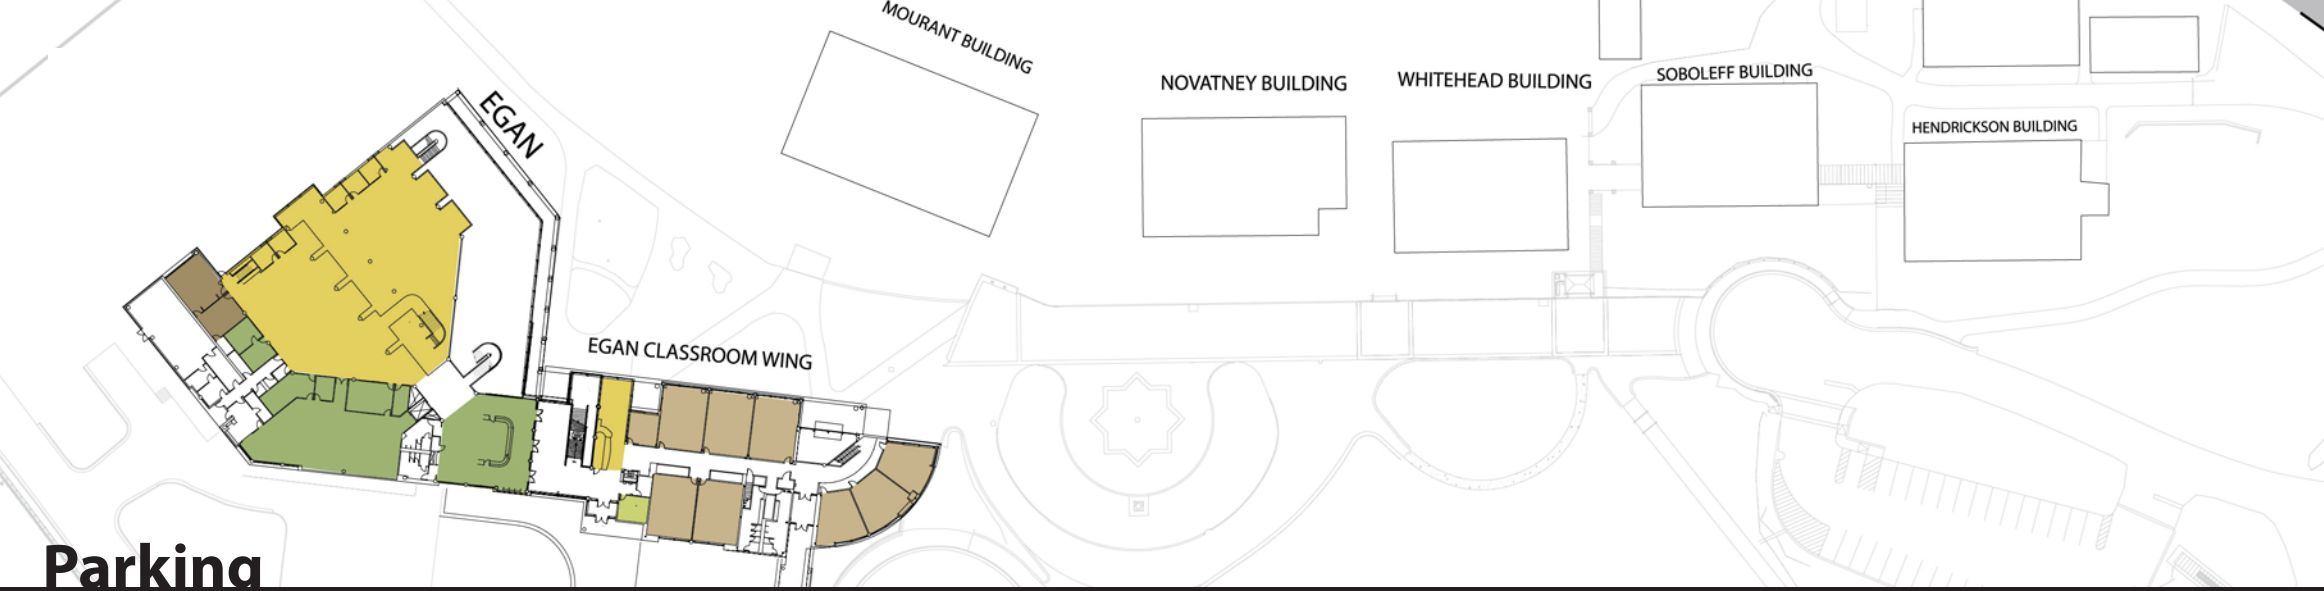 MOURANT BUILDING
NOVATNEY BUILDING
WHITEHEAD BUILDING
SOBOLEFF BUILDING
HENDRICKSON BUILDING
EGAN
EGAN CLASSROOM WING
Parking